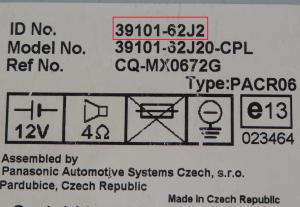 ID No. 39101-62J2
Model No. 39101-32J20-CPL
Ref No. CQ-MX0672G
Type:PACR06
12V 4Ω e13
023464
Assembled by
Panasonic Automotive Systems Czech, s.r.o.
Pardubice, Czech Republic
Made in Czech Republic